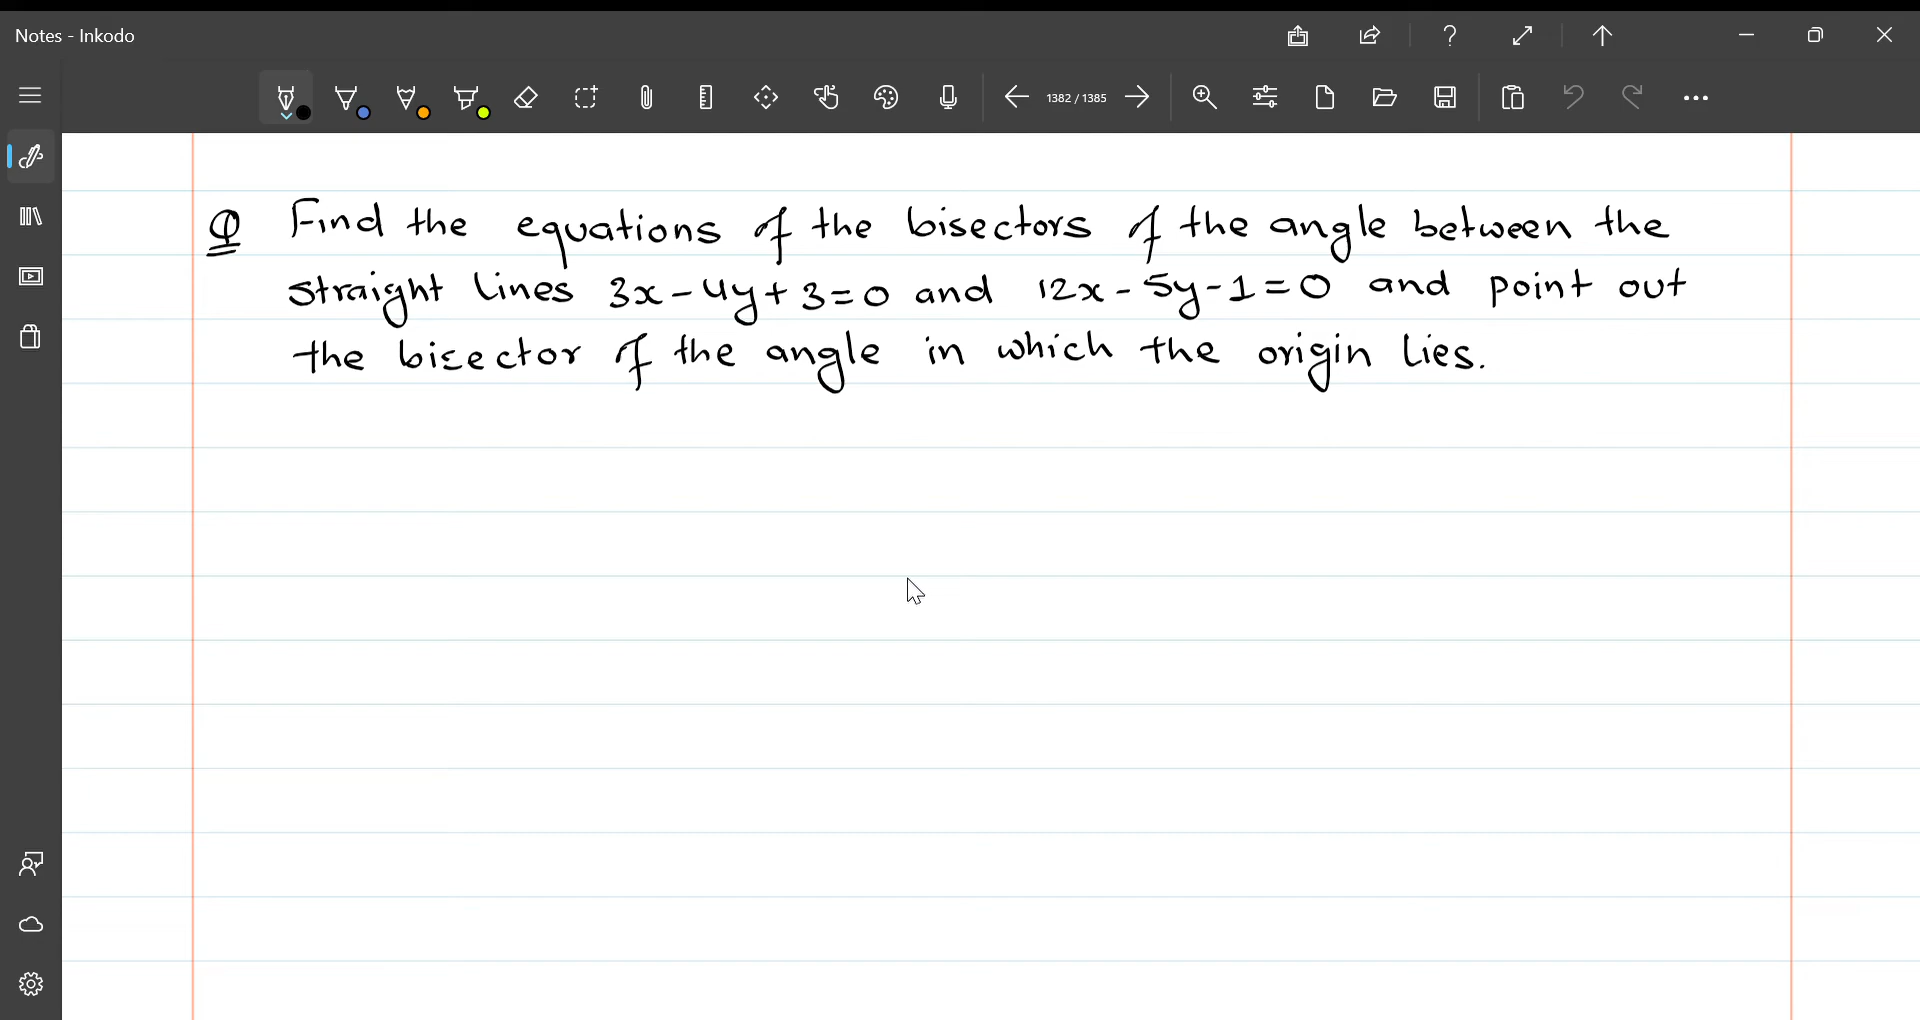 Notes - Inkodo
1382 / 1385
Q Find the equations of the bisectors of the angle between the
straight lines 3x-4y+3=0 and 12x-5y-1=0 and point out
the bisector of the angle in which the origin lies.